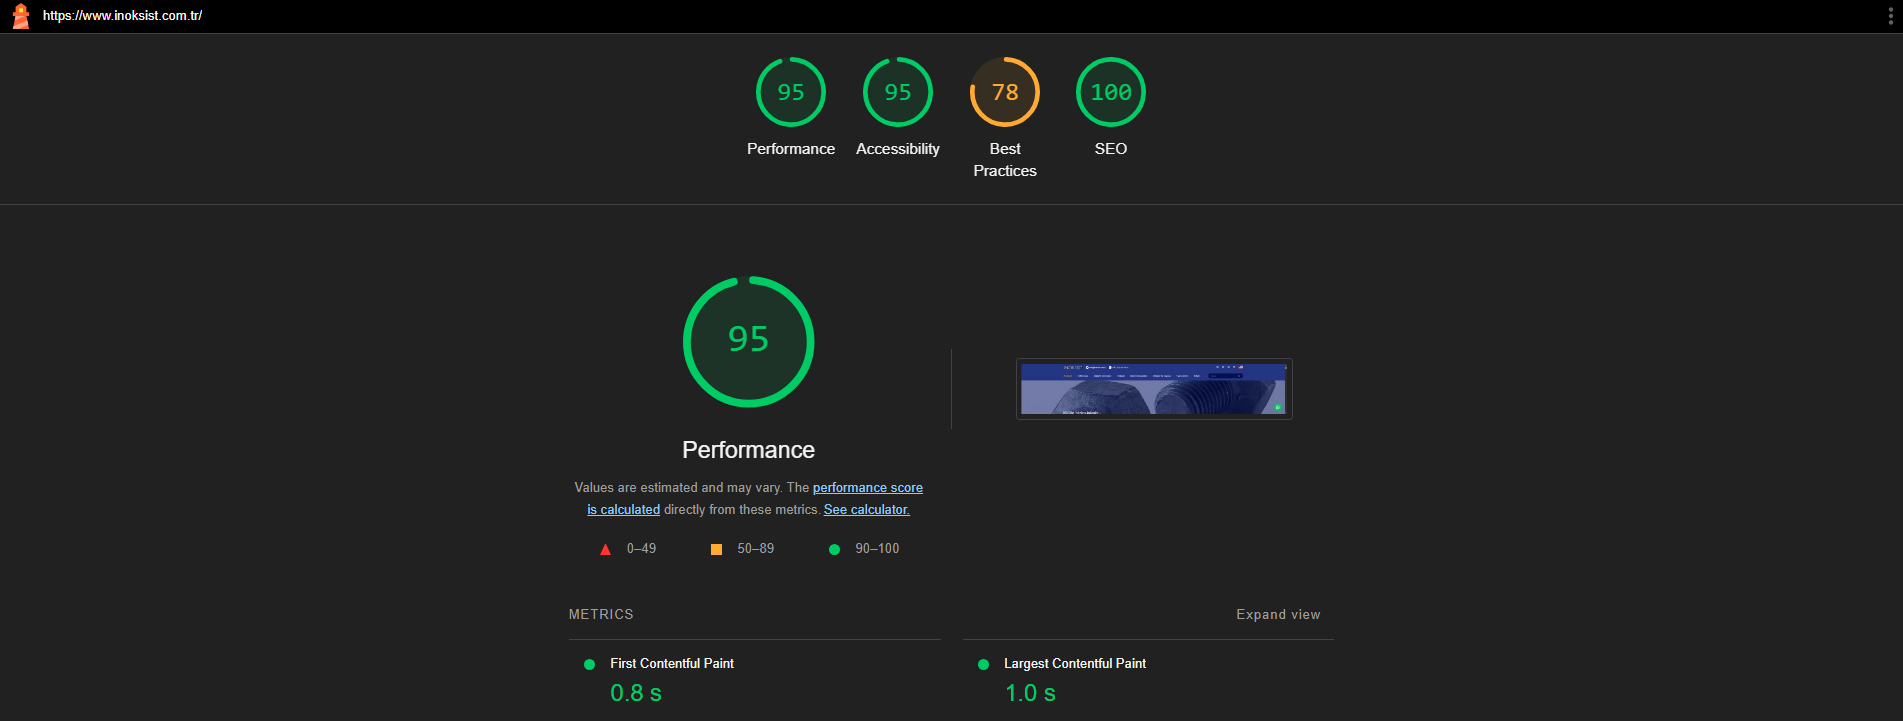 https://www.inoksist.com.tr/
95
95
78
100
Performance
Accessibility
Best
Practices
SEO
95
Performance
Values are estimated and may vary. The performance score
is calculated directly from these metrics. See calculator.
0–49
50–89
90–100
METRICS
Expand view
First Contentful Paint
Largest Contentful Paint
0.8 s
1.0 s